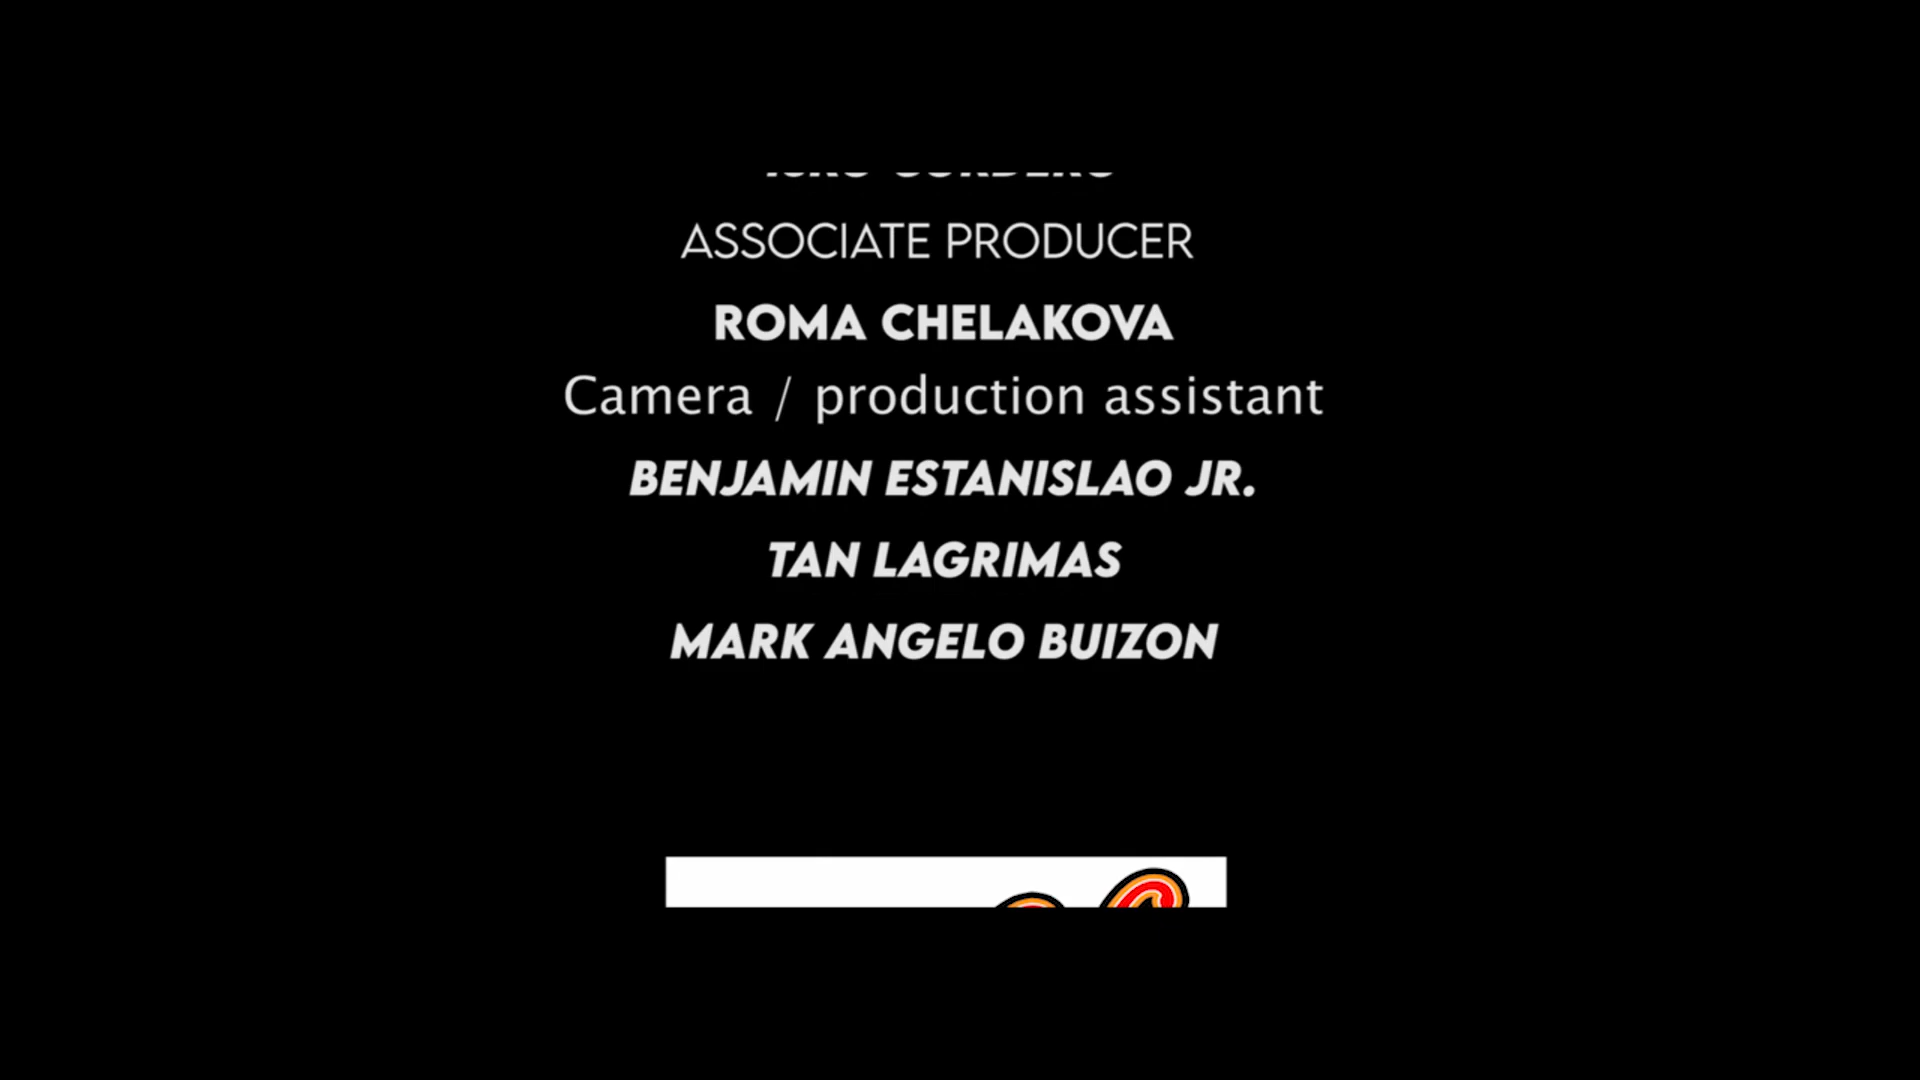 ASSOCIATE PRODUCER
ROMA CHELAKOVA
Camera / production assistant
BENJAMIN ESTANISLAO JR.
TAN LAGRIMAS
MARK ANGELO BUIZON